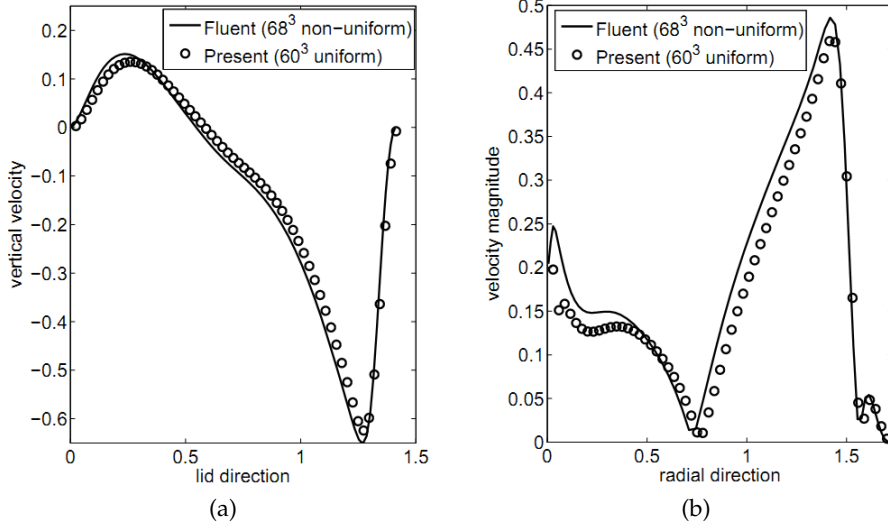 Fluent (68³ non-uniform)
Present (60³ uniform)
vertical velocity
0.2
0.1
0
−0.1
−0.2
−0.3
−0.4
−0.5
−0.6
0
0.5
1
1.5
lid direction
(a)
Fluent (68³ non-uniform)
Present (60³ uniform)
velocity magnitude
0.5
0.45
0.4
0.35
0.3
0.25
0.2
0.15
0.1
0.05
0
0
0.5
1
1.5
radial direction
(b)